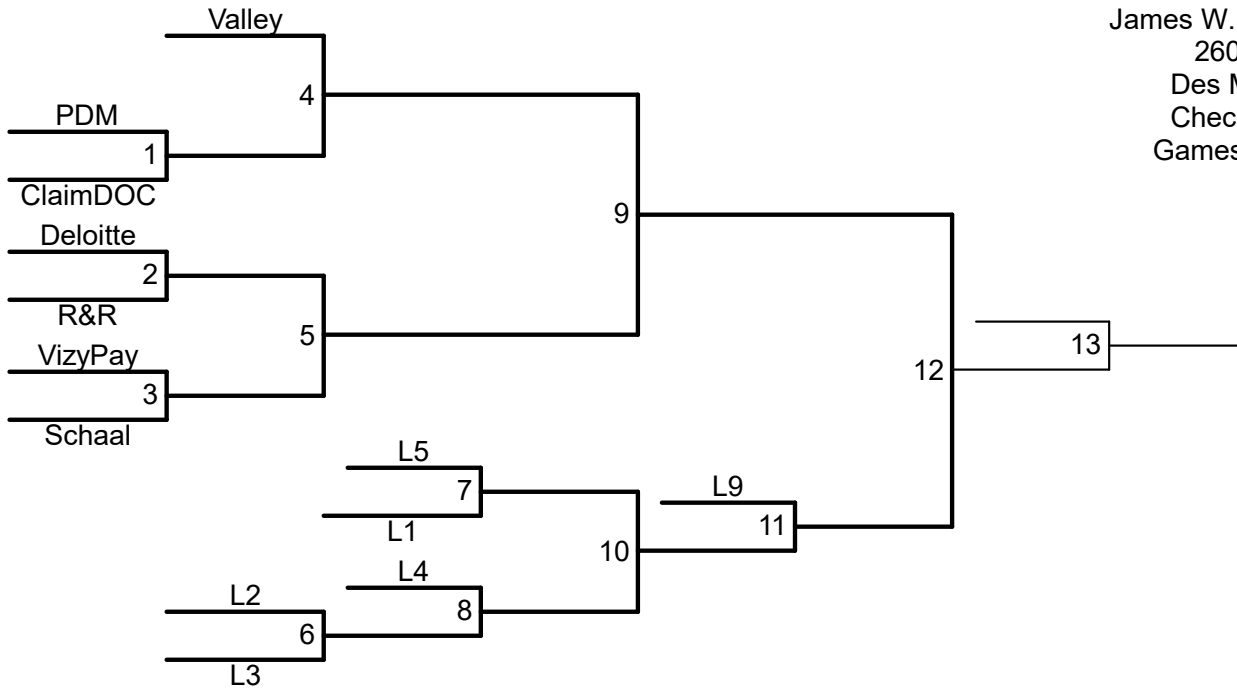 Valley
James W.
260
4
Des M
PDM
Chec
1
Games
ClaimDOC
9
Deloitte
2
R&R
5
VizyPay
13
12
3
Schaal
L5
7
L9
L1
11
10
L4
L2
8
6
L3